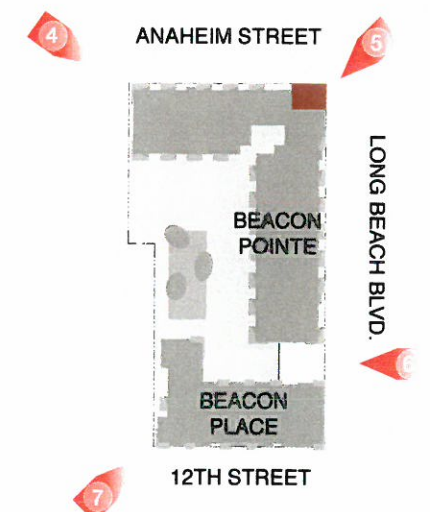 4
ANAHEIM STREET
5
LONG BEACH BLVD.
BEACON
POINTE
6
BEACON
PLACE
12TH STREET
7